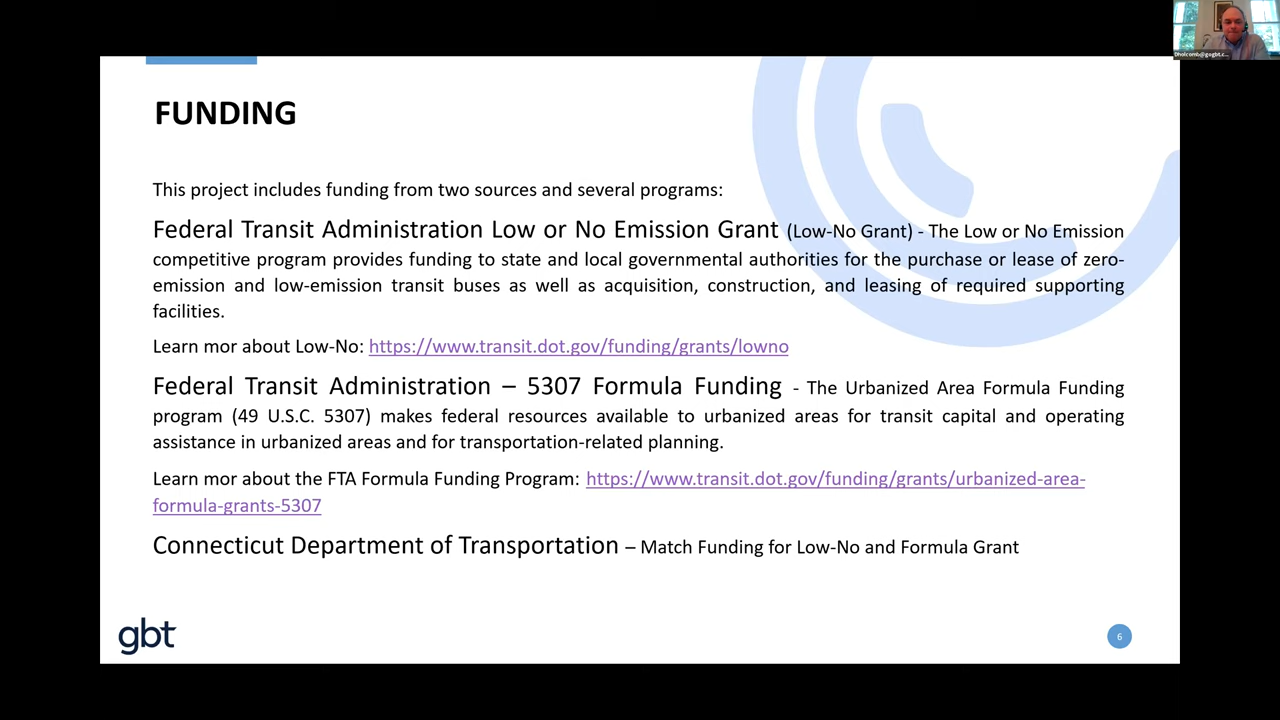 Dholcomb@gogbt.c...
FUNDING
This project includes funding from two sources and several programs:
Federal Transit Administration Low or No Emission Grant (Low-No Grant) - The Low or No Emission
competitive program provides funding to state and local governmental authorities for the purchase or lease of zero-
emission and low-emission transit buses as well as acquisition, construction, and leasing of required supporting
facilities.
Learn mor about Low-No: https://www.transit.dot.gov/funding/grants/lowno
Federal Transit Administration – 5307 Formula Funding - The Urbanized Area Formula Funding
program (49 U.S.C. 5307) makes federal resources available to urbanized areas for transit capital and operating
assistance in urbanized areas and for transportation-related planning.
Learn mor about the FTA Formula Funding Program: https://www.transit.dot.gov/funding/grants/urbanized-area-
formula-grants-5307
Connecticut Department of Transportation – Match Funding for Low-No and Formula Grant
gbt
6